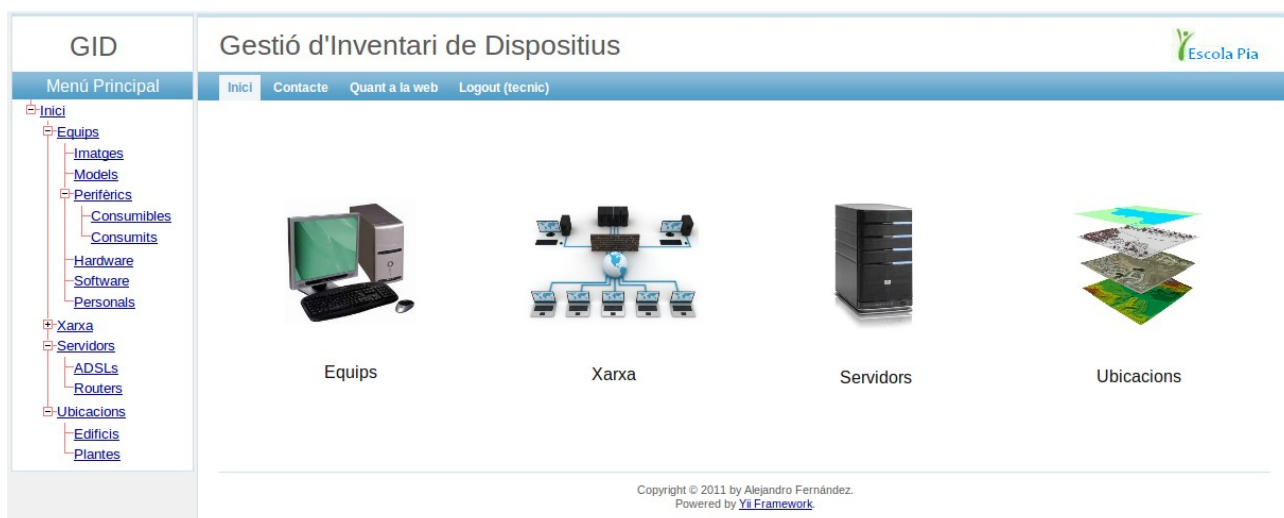 GID
Gestió d'Inventari de Dispositius
Escola Pia
Menú Principal
Inici Contacte Quant a la web Logout (tecnic)
Inici
Equips
Imatges
Models
Perifèrics
Consumibles
Consumits
Hardware
Software
Personals
Xarxa
Servidors
ADSLs
Routers
Ubicacions
Edificis
Plantes
Equips
Xarxa
Servidors
Ubicacions
Copyright © 2011 by Alejandro Fernández.
Powered by Yii Framework.